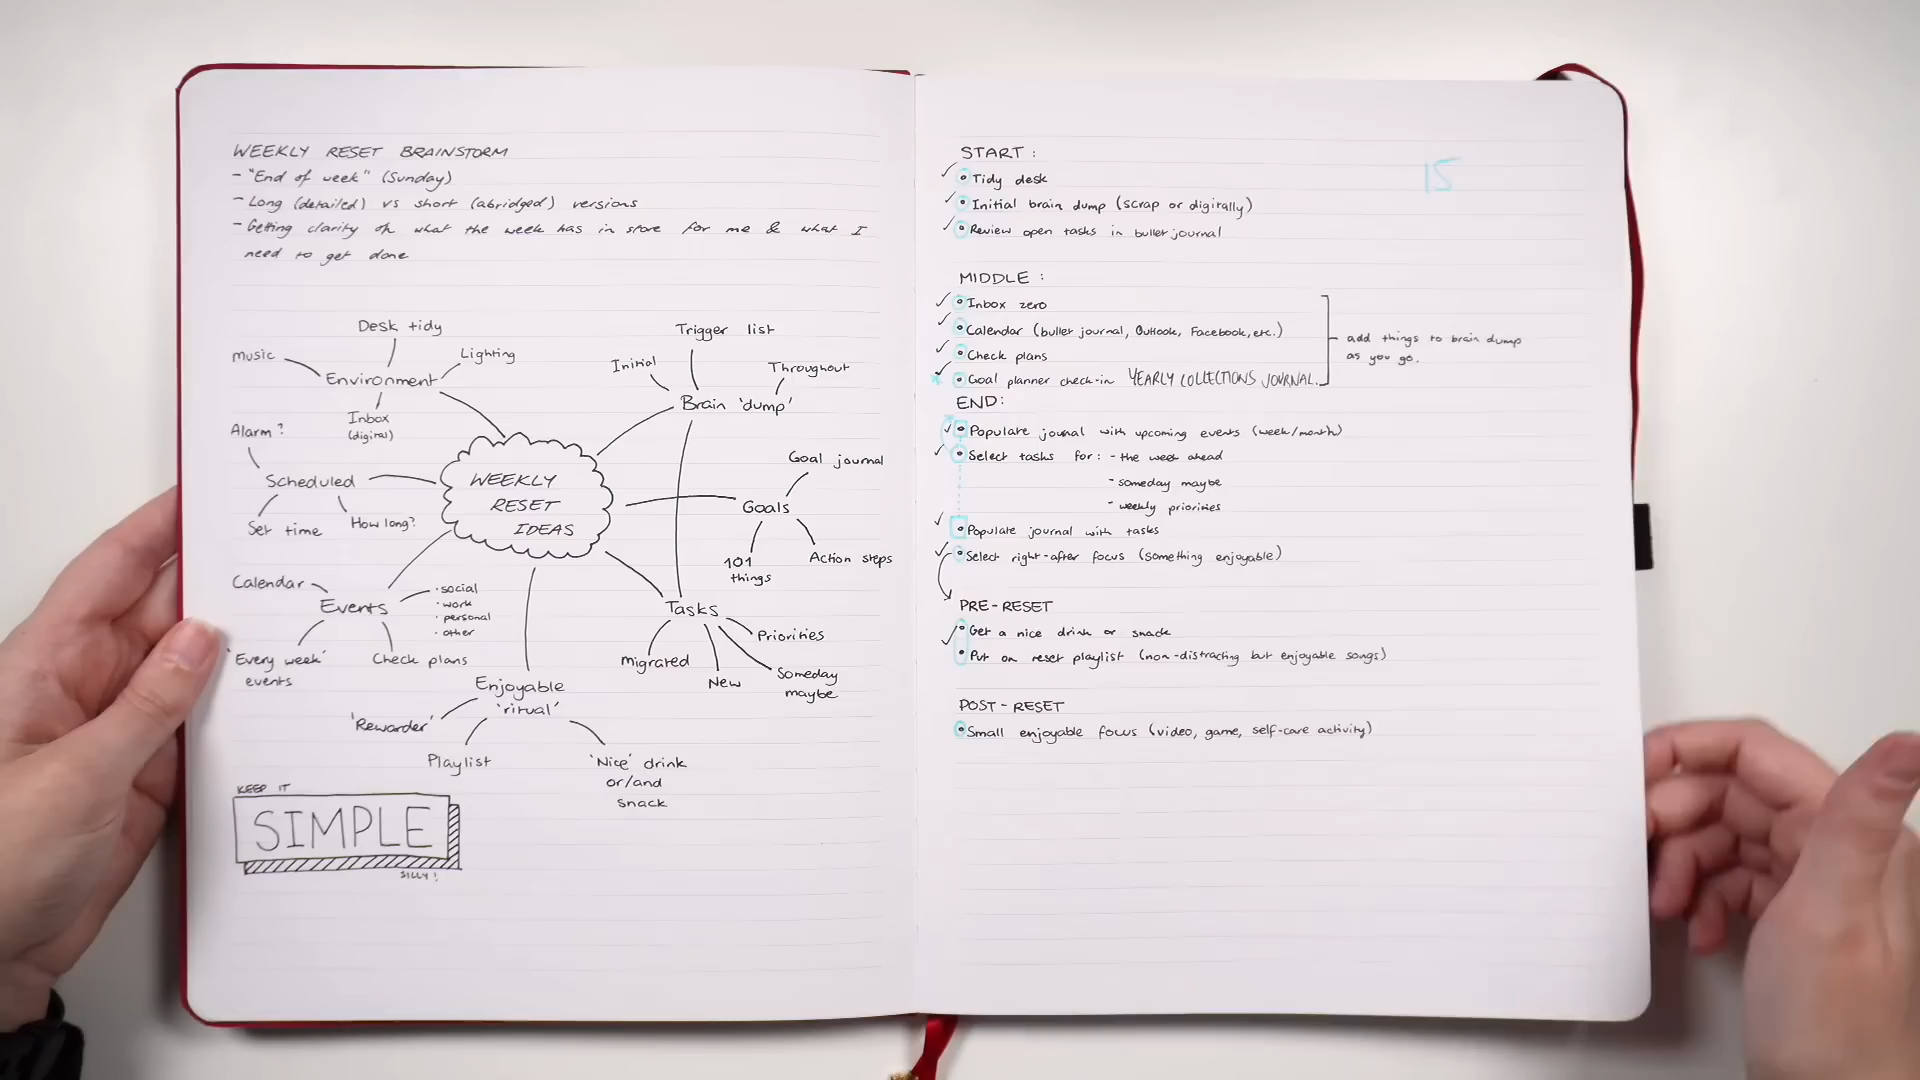 WEEKLY RESET BRAINSTORM
- "End of week" (Sunday)
- Long (detailed) vs short (abridged) versions
- Getting clarity on what the week has in store for me & what I
need to get done
Desk tidy
Music
Lighting
Environment
Inbox
(digital)
Trigger list
Initial
Throughout
Brain 'dump'
Alarm?
Scheduled
Set time
How long?
WEEKLY
RESET
IDEAS
Goal journal
Goals
101
things
Action steps
Calendar
Events
· social
· work
· personal
· other
'Every week'
events
Check plans
Tasks
Priorities
Migrated
New
Someday
maybe
Enjoyable
'ritual'
'Rewarder'
Playlist
'Nice' drink
or/and
snack
KEEP IT
SIMPLE
SILLY!
START :
15
✓ • Tidy desk
✓ • Initial brain dump (scrap or digitally)
✓ • Review open tasks in bullet journal
MIDDLE :
✓ • Inbox zero
✓ • Calendar (bullet journal, Outlook, Facebook, etc.)
✓ • Check plans
✓ • Goal planner check-in YEARLY COLLECTIONS JOURNAL.
add things to brain dump
as you go.
END:
✓ • Populate journal with upcoming events (week/month)
✓ • Select tasks for: - the week ahead
- someday maybe
- weekly priorities
✓ • Populate journal with tasks
✓ • Select right-after focus (something enjoyable)
PRE-RESET
✓ • Get a nice drink or snack
• Put on reset playlist (non-distracting but enjoyable songs)
POST-RESET
• Small enjoyable focus (video, game, self-care activity)